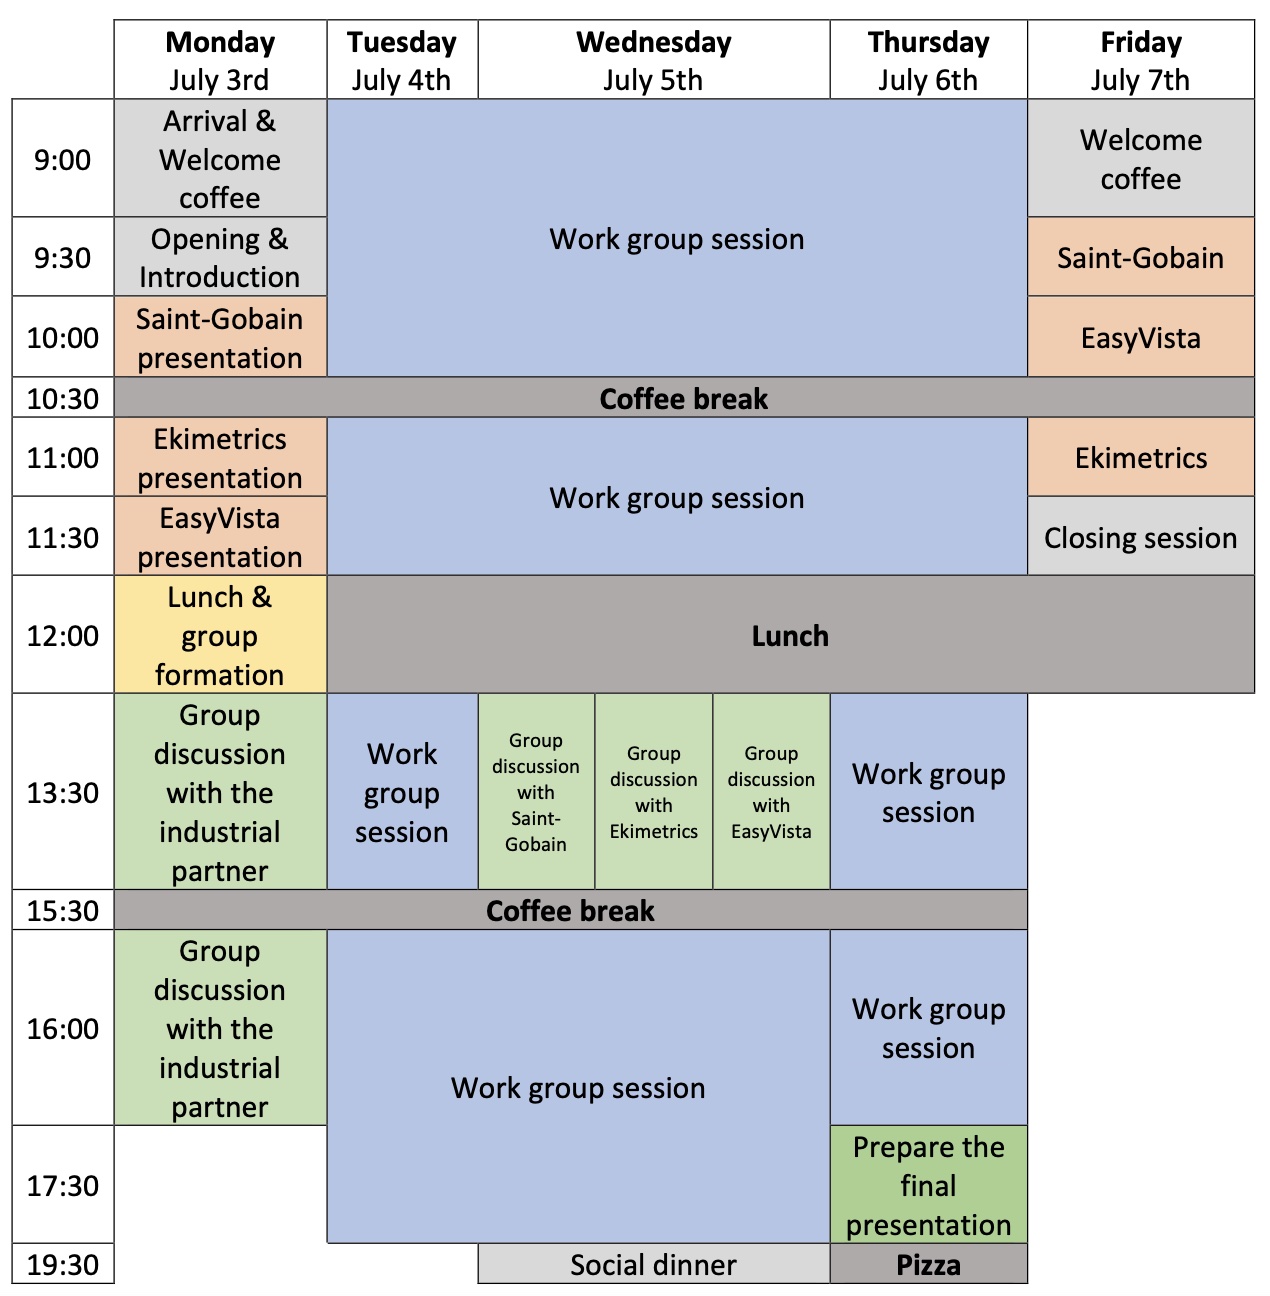 Monday
July 3rd
Tuesday
July 4th
Wednesday
July 5th
Thursday
July 6th
Friday
July 7th
9:00
Arrival &
Welcome
coffee
Work group session
Welcome
coffee
9:30
Opening &
Introduction
Saint-Gobain
10:00
Saint-Gobain
presentation
EasyVista
10:30
Coffee break
11:00
Ekimetrics
presentation
Work group session
Ekimetrics
11:30
EasyVista
presentation
Closing session
12:00
Lunch &
group
formation
Lunch
13:30
Group
discussion
with the
industrial
partner
Work
group
session
Group
discussion
with
Saint-
Gobain
Group
discussion
with
Ekimetrics
Group
discussion
with
EasyVista
Work group
session
15:30
Coffee break
16:00
Group
discussion
with the
industrial
partner
Work group session
Work group
session
17:30
Prepare the
final
presentation
19:30
Social dinner
Pizza